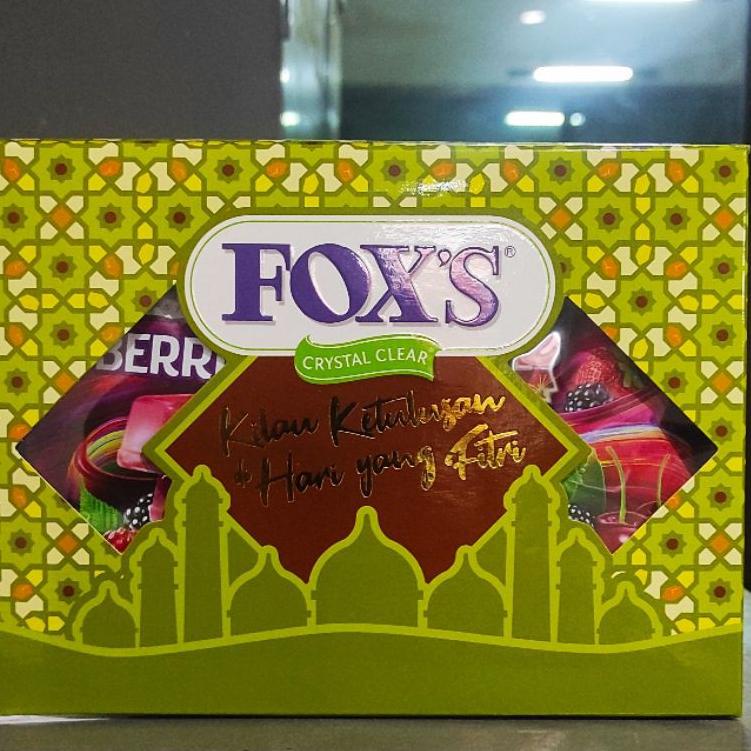 FOX'S®
CRYSTAL CLEAR
BERRI
Kilau Ketulusan
di Hari yang Fitri